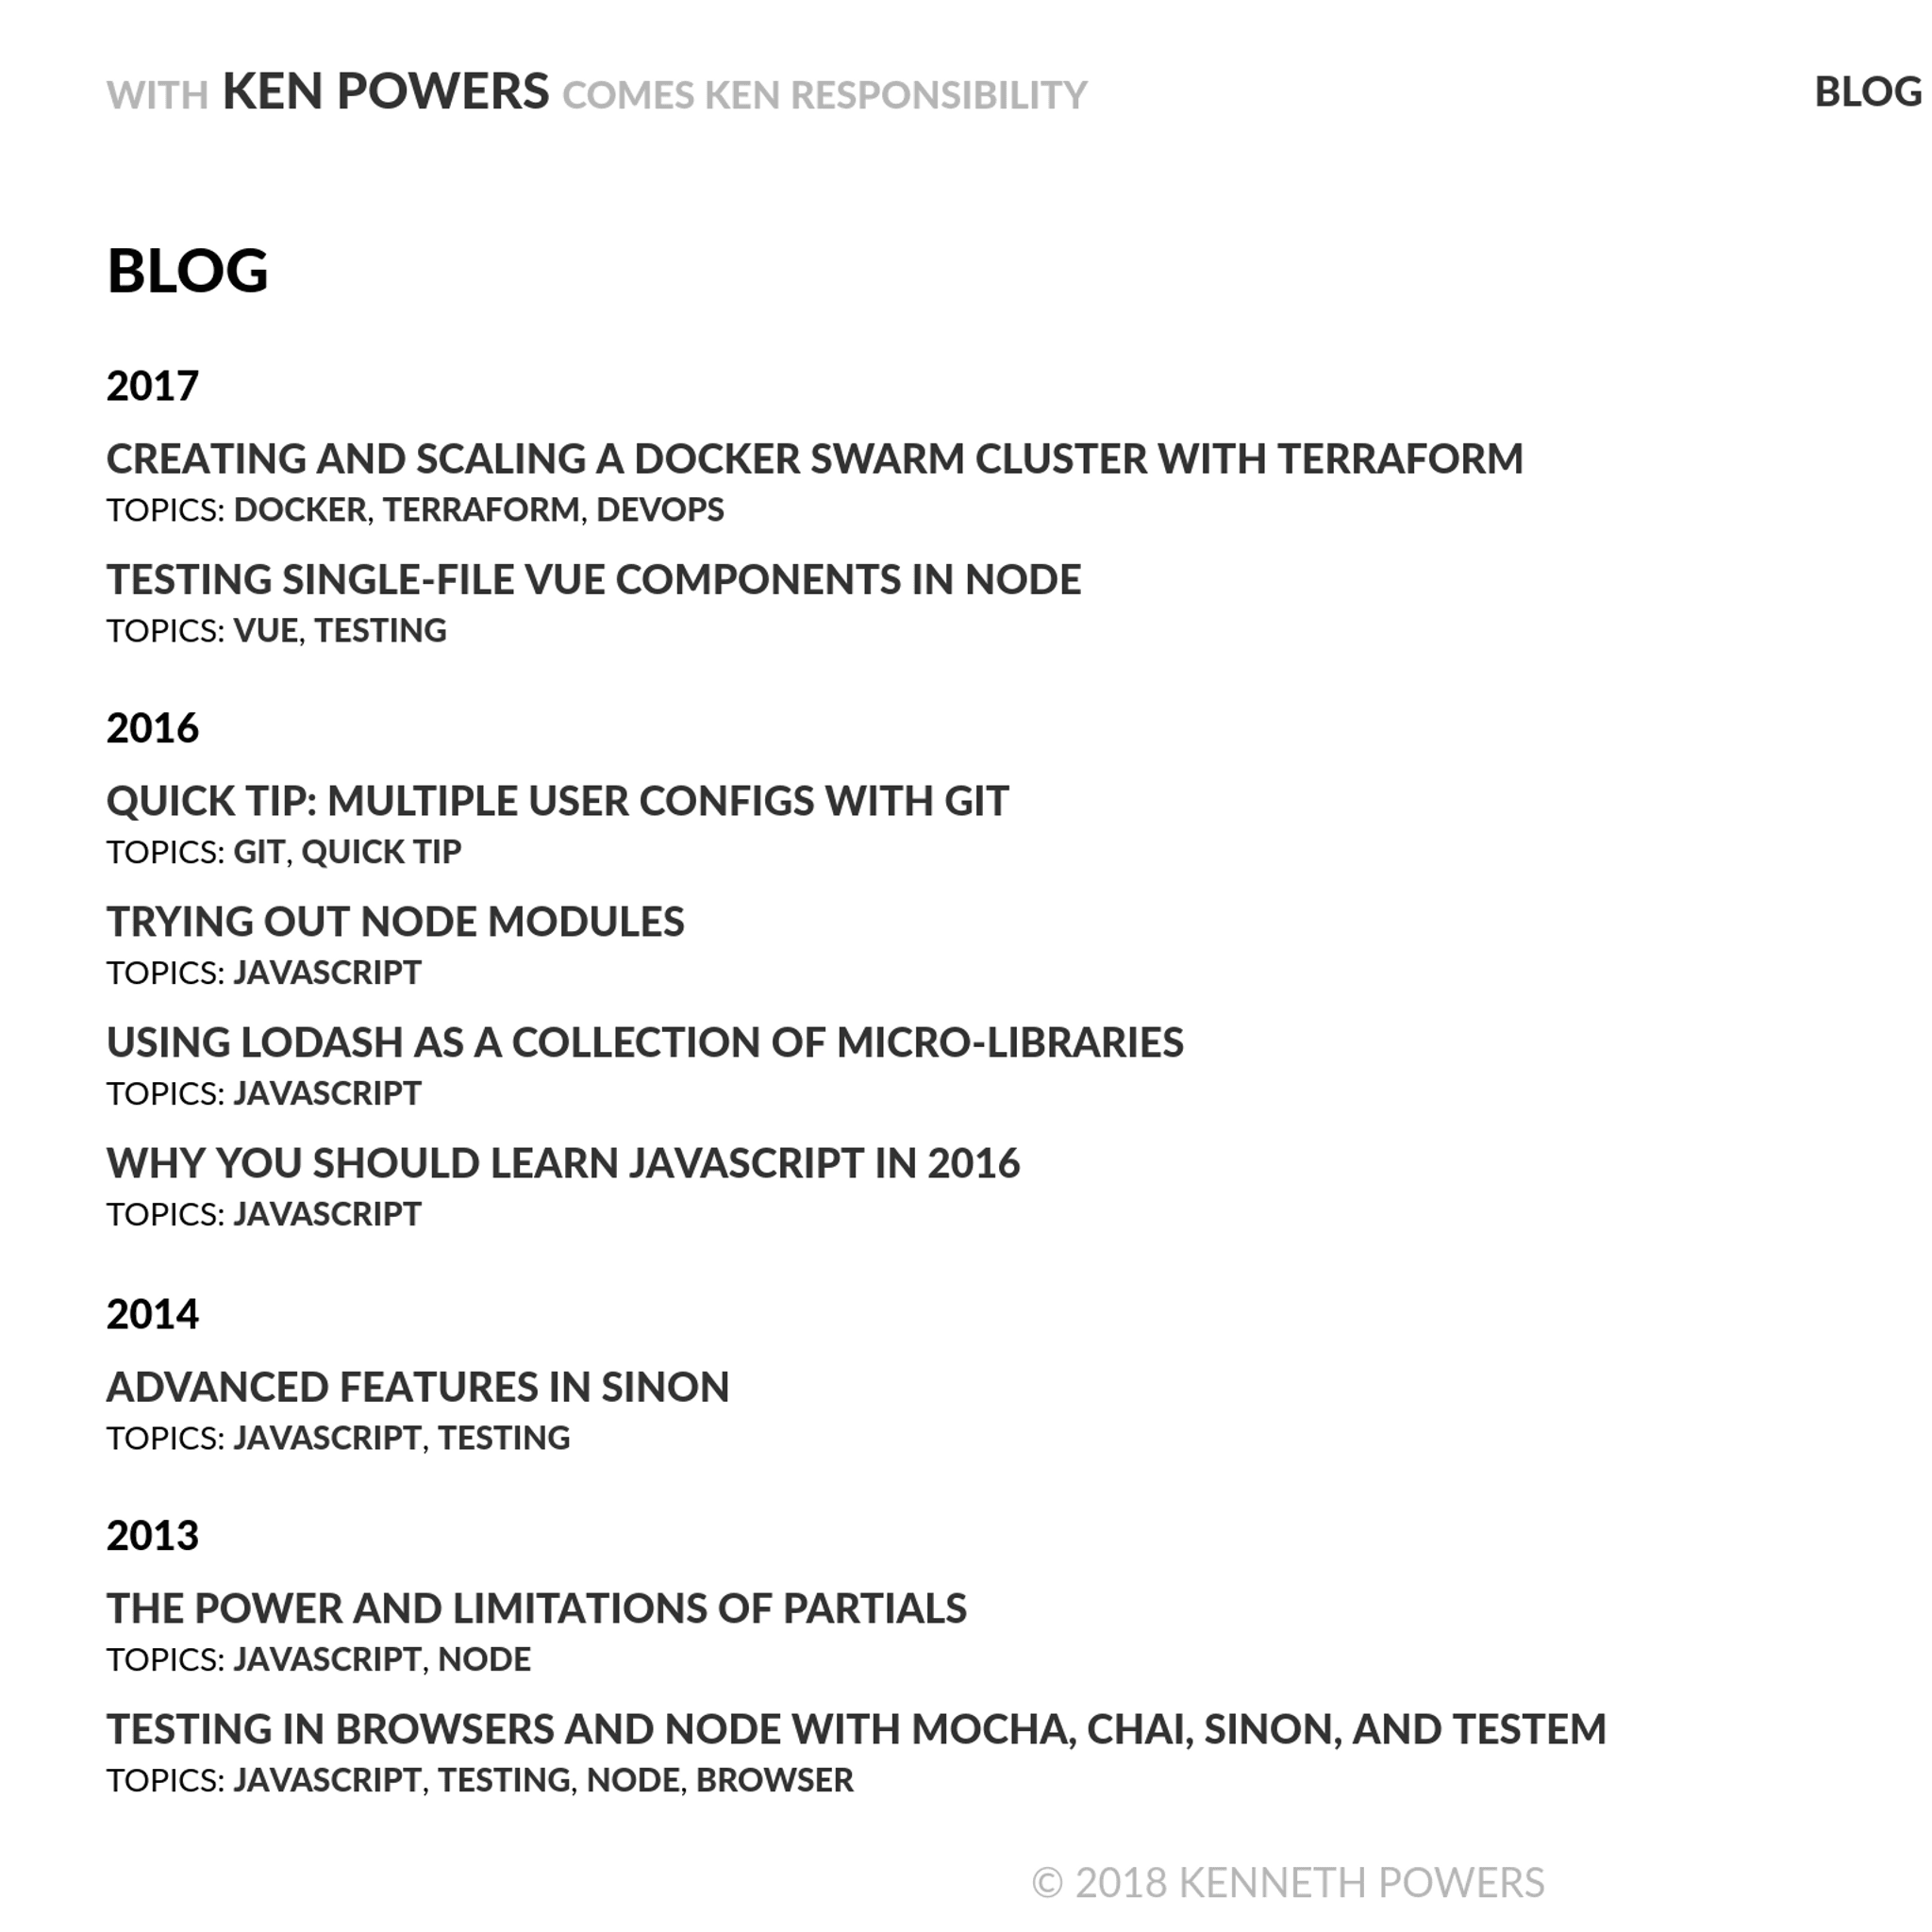 WITH KEN POWERS COMES KEN RESPONSIBILITY BLOG
BLOG
2017
CREATING AND SCALING A DOCKER SWARM CLUSTER WITH TERRAFORM
TOPICS: DOCKER, TERRAFORM, DEVOPS
TESTING SINGLE-FILE VUE COMPONENTS IN NODE
TOPICS: VUE, TESTING
2016
QUICK TIP: MULTIPLE USER CONFIGS WITH GIT
TOPICS: GIT, QUICK TIP
TRYING OUT NODE MODULES
TOPICS: JAVASCRIPT
USING LODASH AS A COLLECTION OF MICRO-LIBRARIES
TOPICS: JAVASCRIPT
WHY YOU SHOULD LEARN JAVASCRIPT IN 2016
TOPICS: JAVASCRIPT
2014
ADVANCED FEATURES IN SINON
TOPICS: JAVASCRIPT, TESTING
2013
THE POWER AND LIMITATIONS OF PARTIALS
TOPICS: JAVASCRIPT, NODE
TESTING IN BROWSERS AND NODE WITH MOCHA, CHAI, SINON, AND TESTEM
TOPICS: JAVASCRIPT, TESTING, NODE, BROWSER
© 2018 KENNETH POWERS